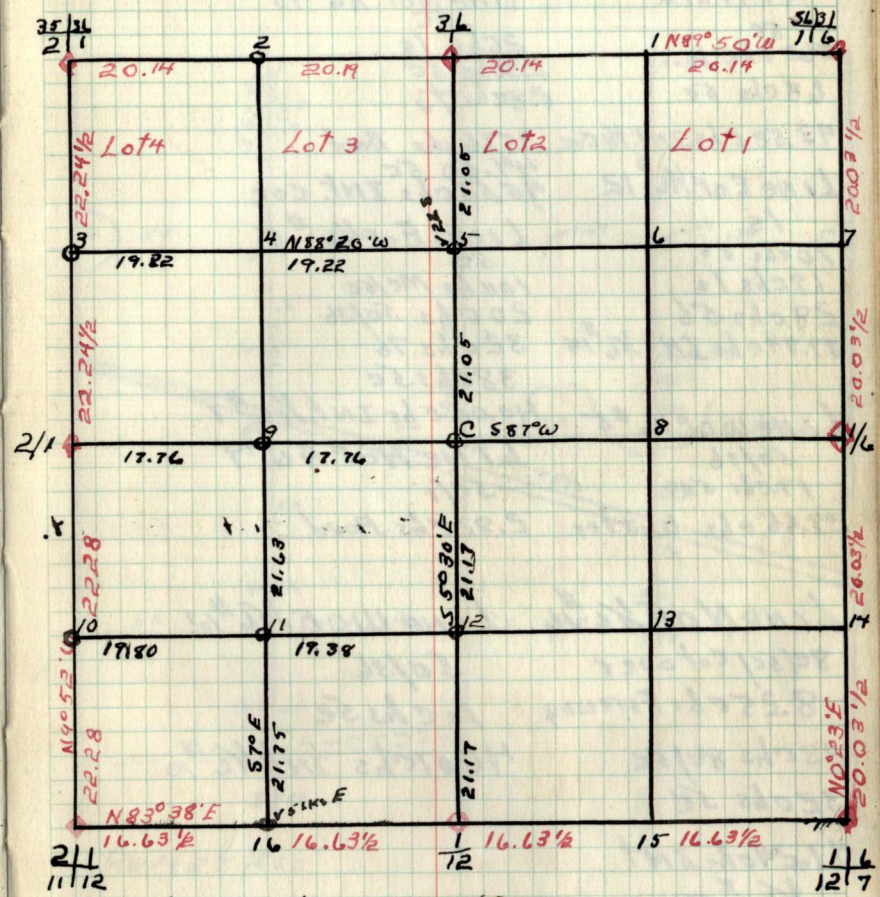 35 36 36 36 31
2 1 2 1 1 N89°50'W 1 6
20.14 20.19 20.14 20.14
Lot 4 Lot 3 Lot 2 Lot 1
22.24½ 21.05 20.03½
3 4 N88°20'W 5 6 7
19.82 19.22
22.24½ 21.05 20.03½
2/1 9 C S87°W 8 1/6
17.76 17.76
22.28 21.63 S5°30'E 21.17 20.03½
10 11 12 13 14
19.80 19.38
N9°52'W 22.28 S7°E 21.75 21.17 N0°23'E 20.03½
N83°38'E
16.63½ 16 16.63½ 1 16.63½ 15 16.63½
2 1 12 1 6
11 12 12 7